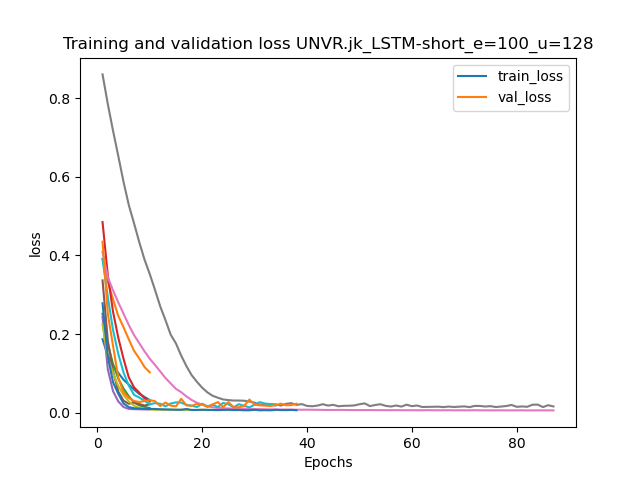 Training and validation loss UNVR.jk_LSTM-short_e=100_u=128
train_loss
val_loss
0.8
0.6
0.4
0.2
0.0
loss
0
20
40
60
80
Epochs